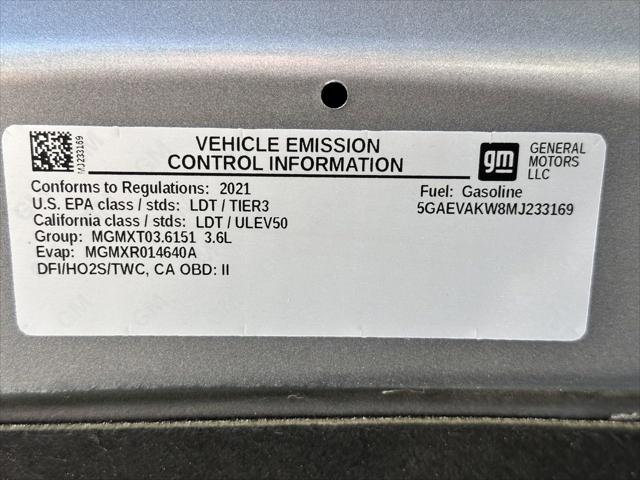 MJ233169
VEHICLE EMISSION
CONTROL INFORMATION
gm
GENERAL
MOTORS
LLC
Conforms to Regulations: 2021
U.S. EPA class / stds: LDT / TIER3
California class / stds: LDT / ULEV50
Group: MGMXT03.6151 3.6L
Evap: MGMXR014640A
DFI/HO2S/TWC, CA OBD: II
Fuel: Gasoline
5GAEVAKW8MJ233169